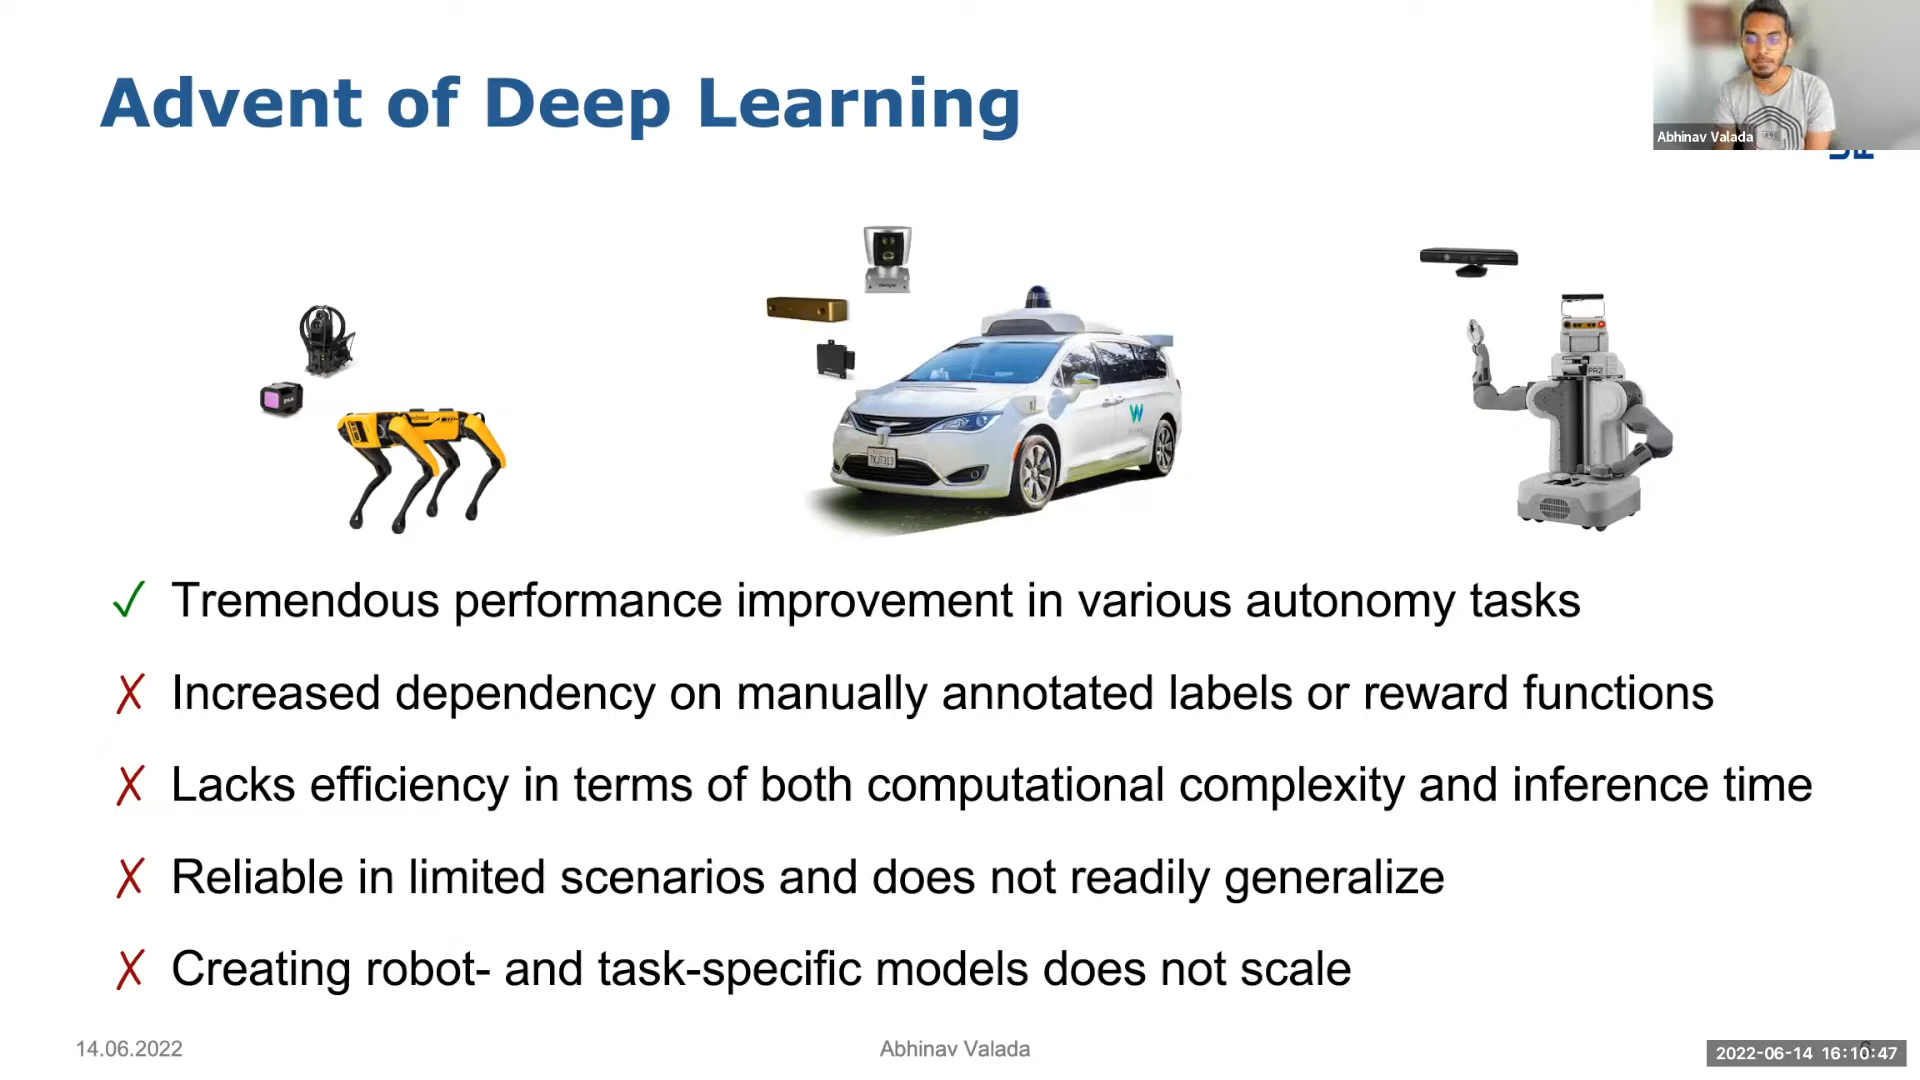 Advent of Deep Learning
Abhinav Valada
PR2
✓ Tremendous performance improvement in various autonomy tasks
✗ Increased dependency on manually annotated labels or reward functions
✗ Lacks efficiency in terms of both computational complexity and inference time
✗ Reliable in limited scenarios and does not readily generalize
✗ Creating robot- and task-specific models does not scale
14.06.2022
Abhinav Valada
2022-06-14 16:10:47